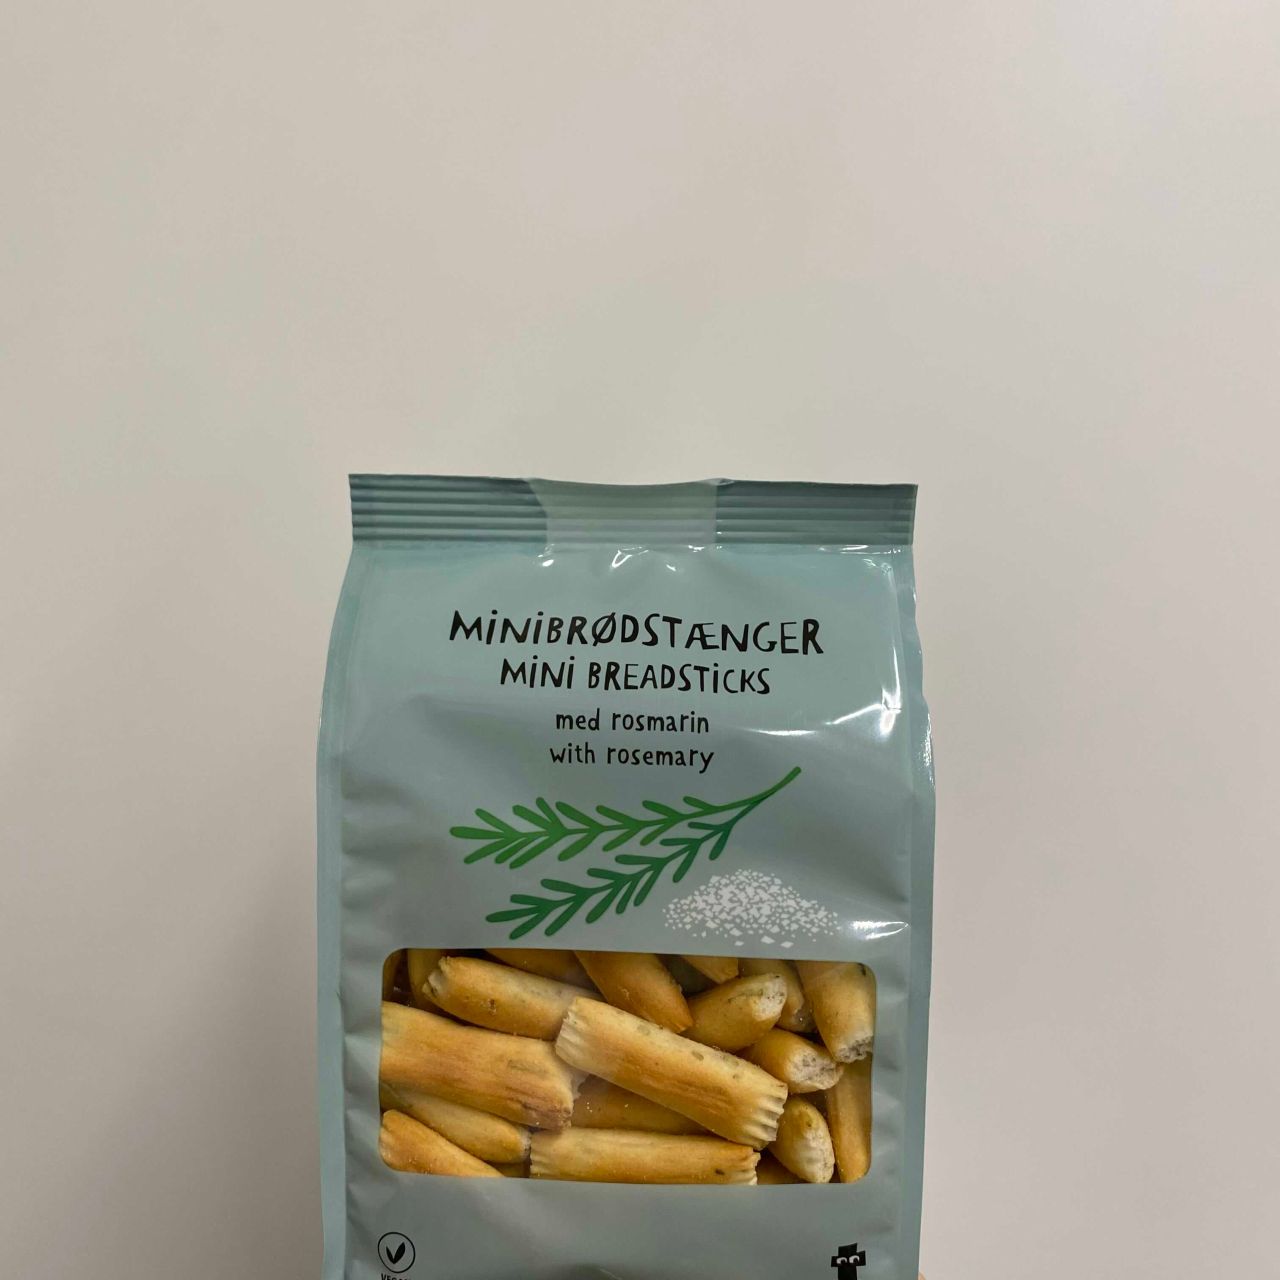 MiNiBRØDSTÆNGER
MiNi BREADSTiCKS
med rosmarin
with rosemary